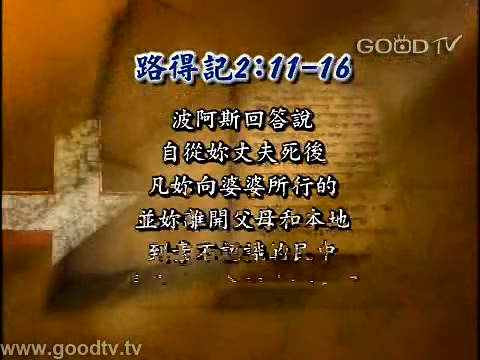 GOOD TV
路得記2:11-16
波阿斯回答說
自從妳丈夫死後
凡妳向婆婆所行的
並妳離開父母和本地
到素不認識的民中
www.goodtv.tv